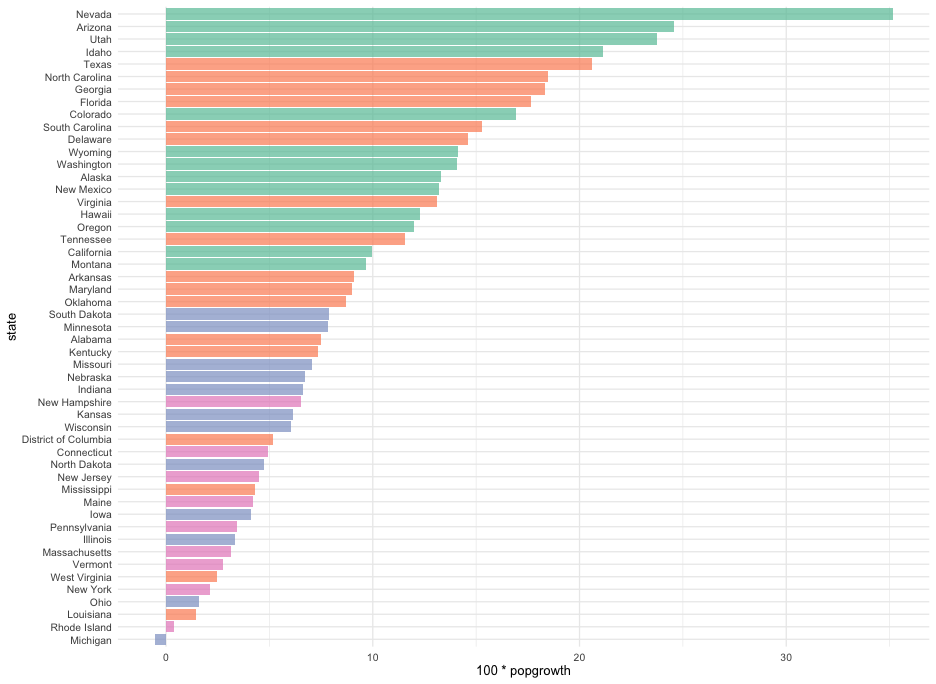 Nevada
Arizona
Utah
Idaho
Texas
North Carolina
Georgia
Florida
Colorado
South Carolina
Delaware
Wyoming
Washington
Alaska
New Mexico
Virginia
Hawaii
Oregon
Tennessee
California
Montana
Arkansas
Maryland
Oklahoma
South Dakota
Minnesota
Alabama
Kentucky
Missouri
Nebraska
Indiana
New Hampshire
Kansas
Wisconsin
District of Columbia
Connecticut
North Dakota
New Jersey
Mississippi
Maine
Iowa
Pennsylvania
Illinois
Massachusetts
Vermont
West Virginia
New York
Ohio
Louisiana
Rhode Island
Michigan
state
0 10 20 30
100 * popgrowth